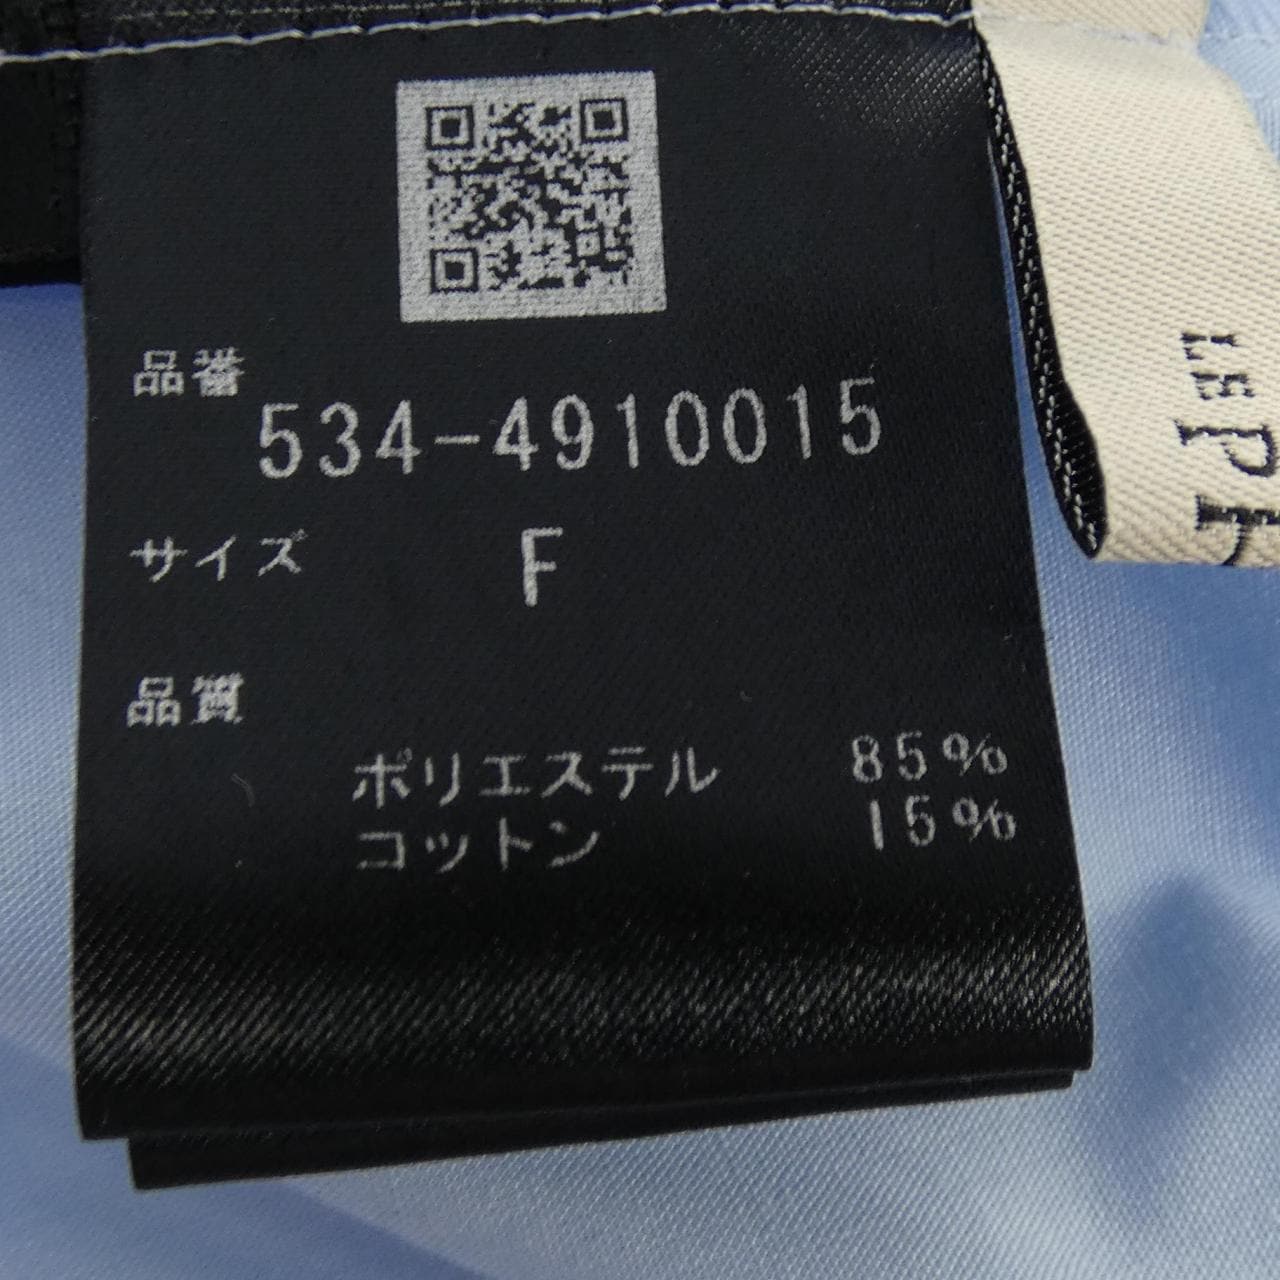 品番
534-4910015
サイズ F
品質
ポリエステル 85%
コットン 15%
LE